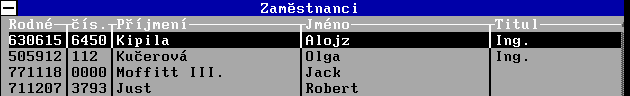 Zaměstnanci
Rodné čís. Příjmení Jméno Titul
630615 6450 Kipila Alojz Ing.
505912 112 Kučerová Olga Ing.
771118 0000 Moffitt III. Jack
711207 3793 Just Robert